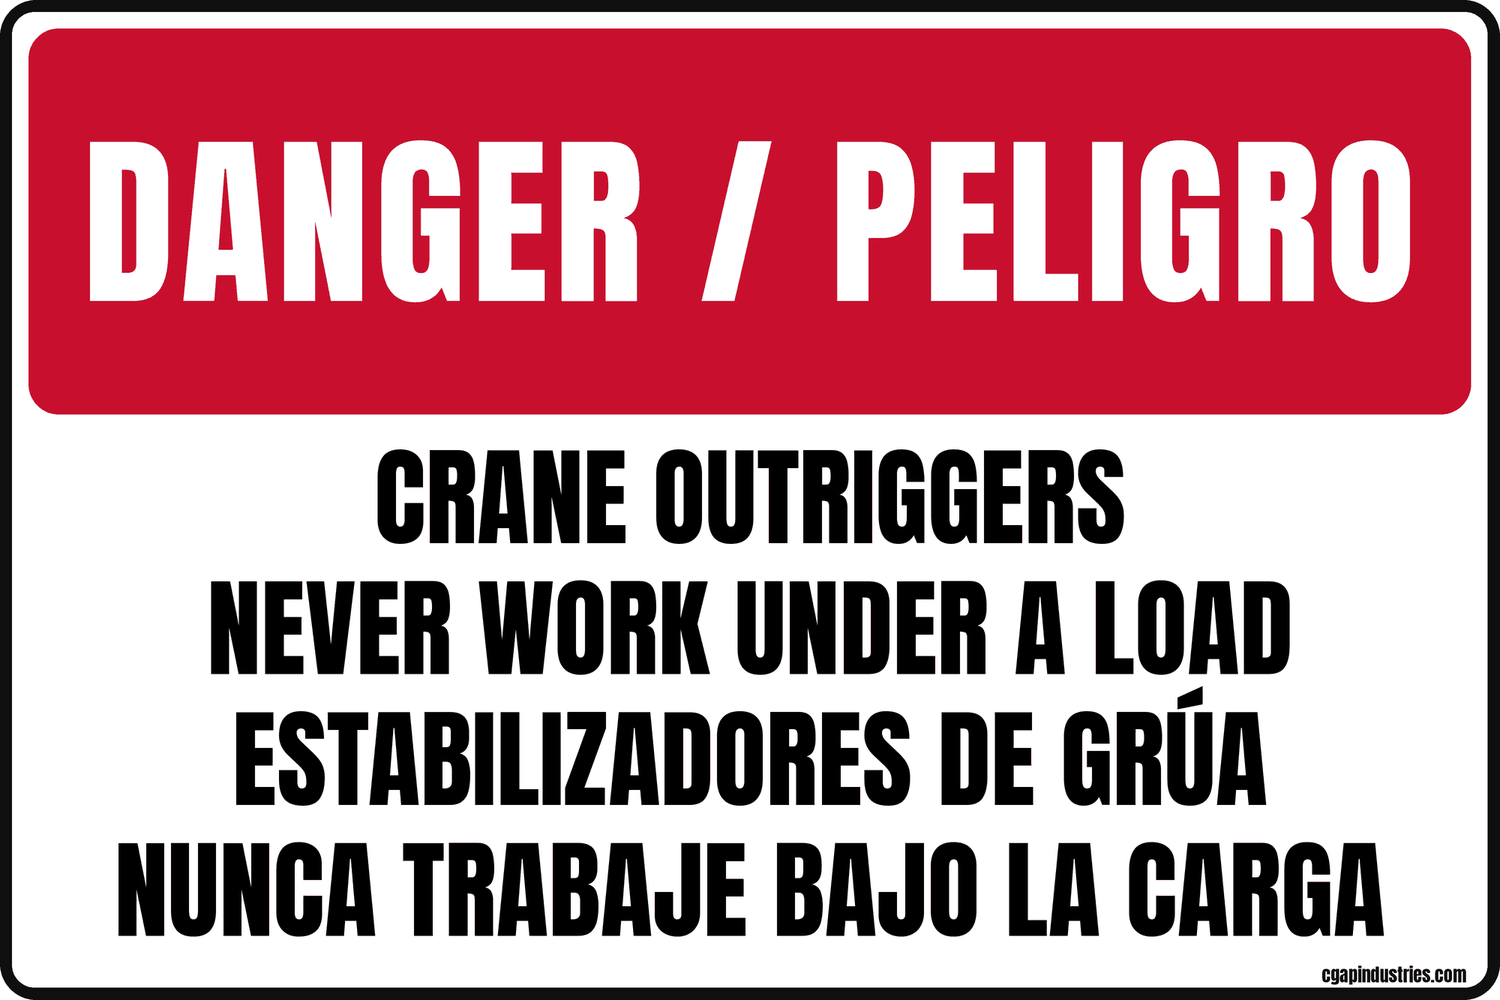 DANGER / PELIGRO
CRANE OUTRIGGERS
NEVER WORK UNDER A LOAD
ESTABILIZADORES DE GRÚA
NUNCA TRABAJE BAJO LA CARGA
cgapindustries.com